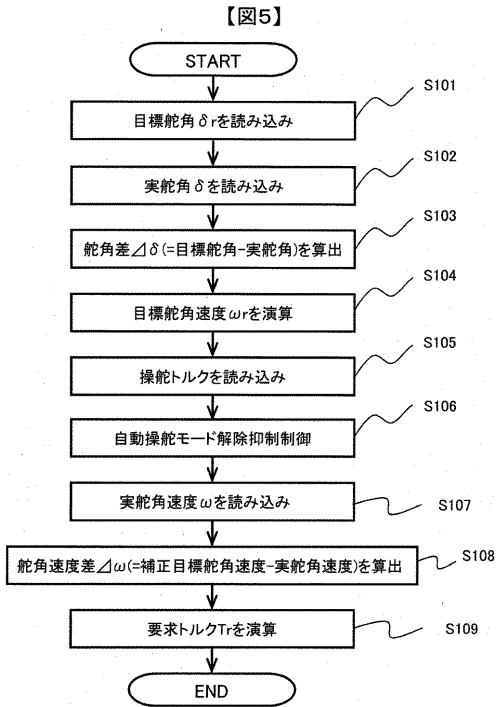 【図5】
START
目標舵角δrを読み込み
S101
実舵角δを読み込み
S102
舵角差⊿δ(=目標舵角-実舵角)を算出
S103
目標舵角速度ωrを演算
S104
操舵トルクを読み込み
S105
自動操舵モード解除抑制制御
S106
実舵角速度ωを読み込み
S107
舵角速度差⊿ω(=補正目標舵角速度-実舵角速度)を算出
S108
要求トルクTrを演算
S109
END